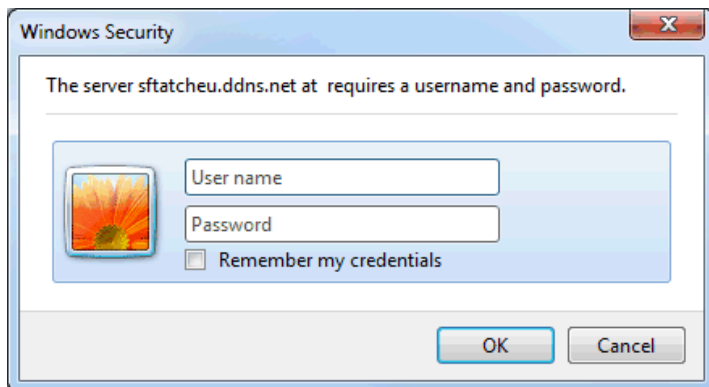 Windows Security
The server sftatcheu.ddns.net at  requires a username and password.
User name
Password
Remember my credentials
OK
Cancel